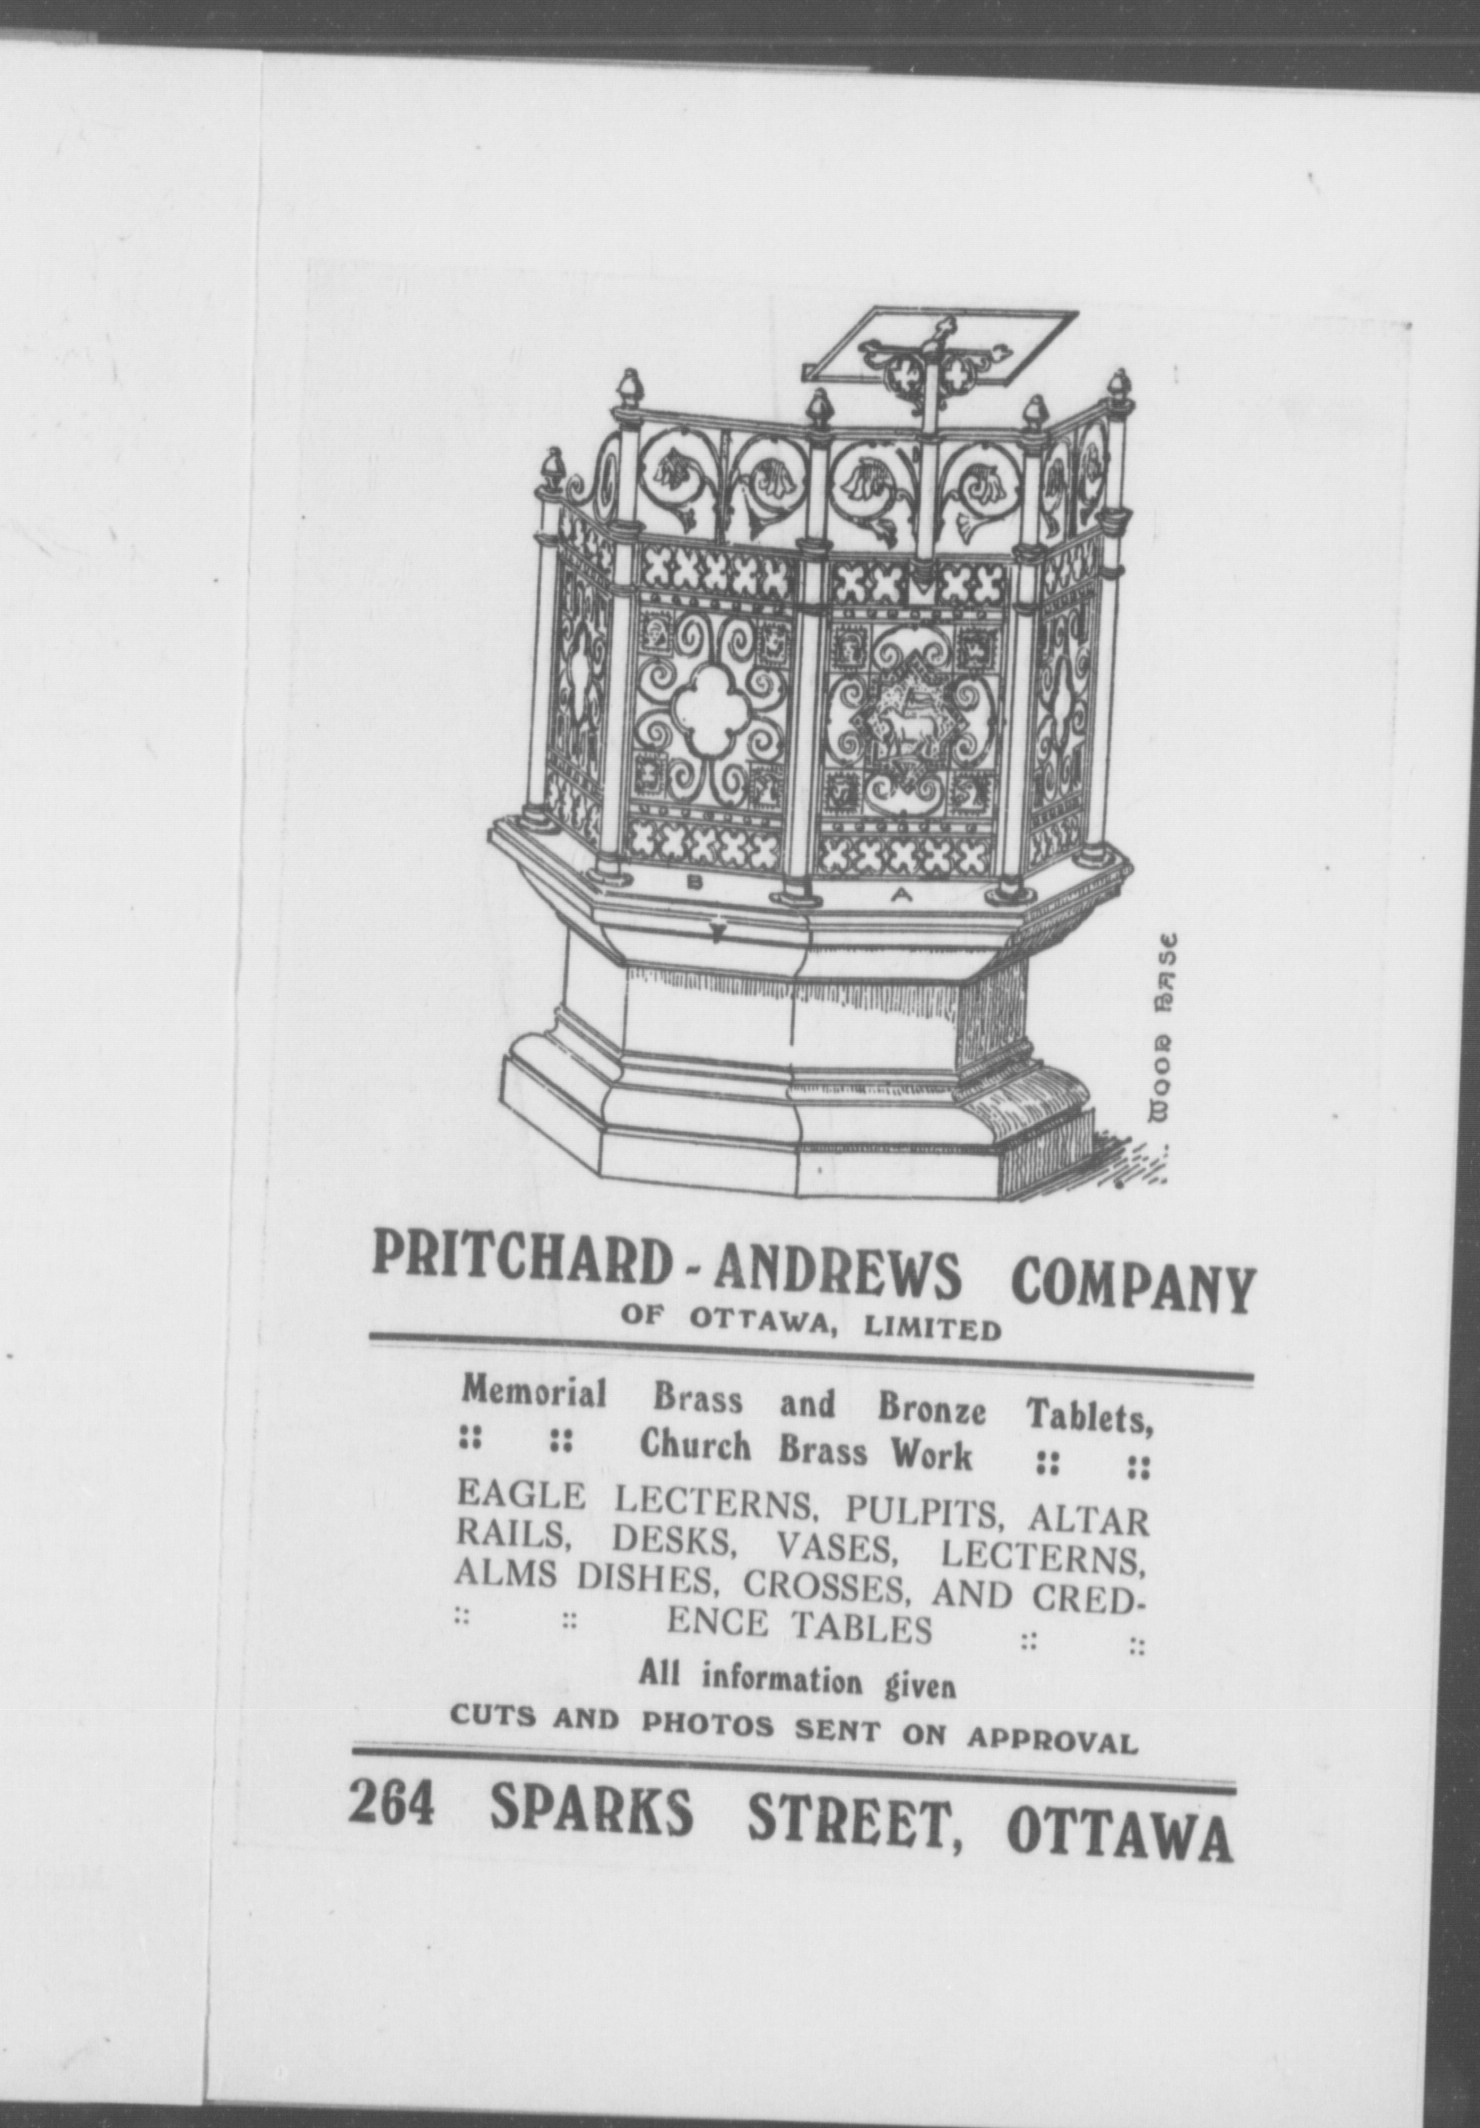 B
A
WOOD BASE
PRITCHARD - ANDREWS COMPANY
OF OTTAWA, LIMITED
Memorial Brass and Bronze Tablets,
:: :: Church Brass Work :: ::
EAGLE LECTERNS, PULPITS, ALTAR
RAILS, DESKS, VASES, LECTERNS,
ALMS DISHES, CROSSES, AND CRED-
:: :: ENCE TABLES :: ::
All information given
CUTS AND PHOTOS SENT ON APPROVAL
264 SPARKS STREET, OTTAWA